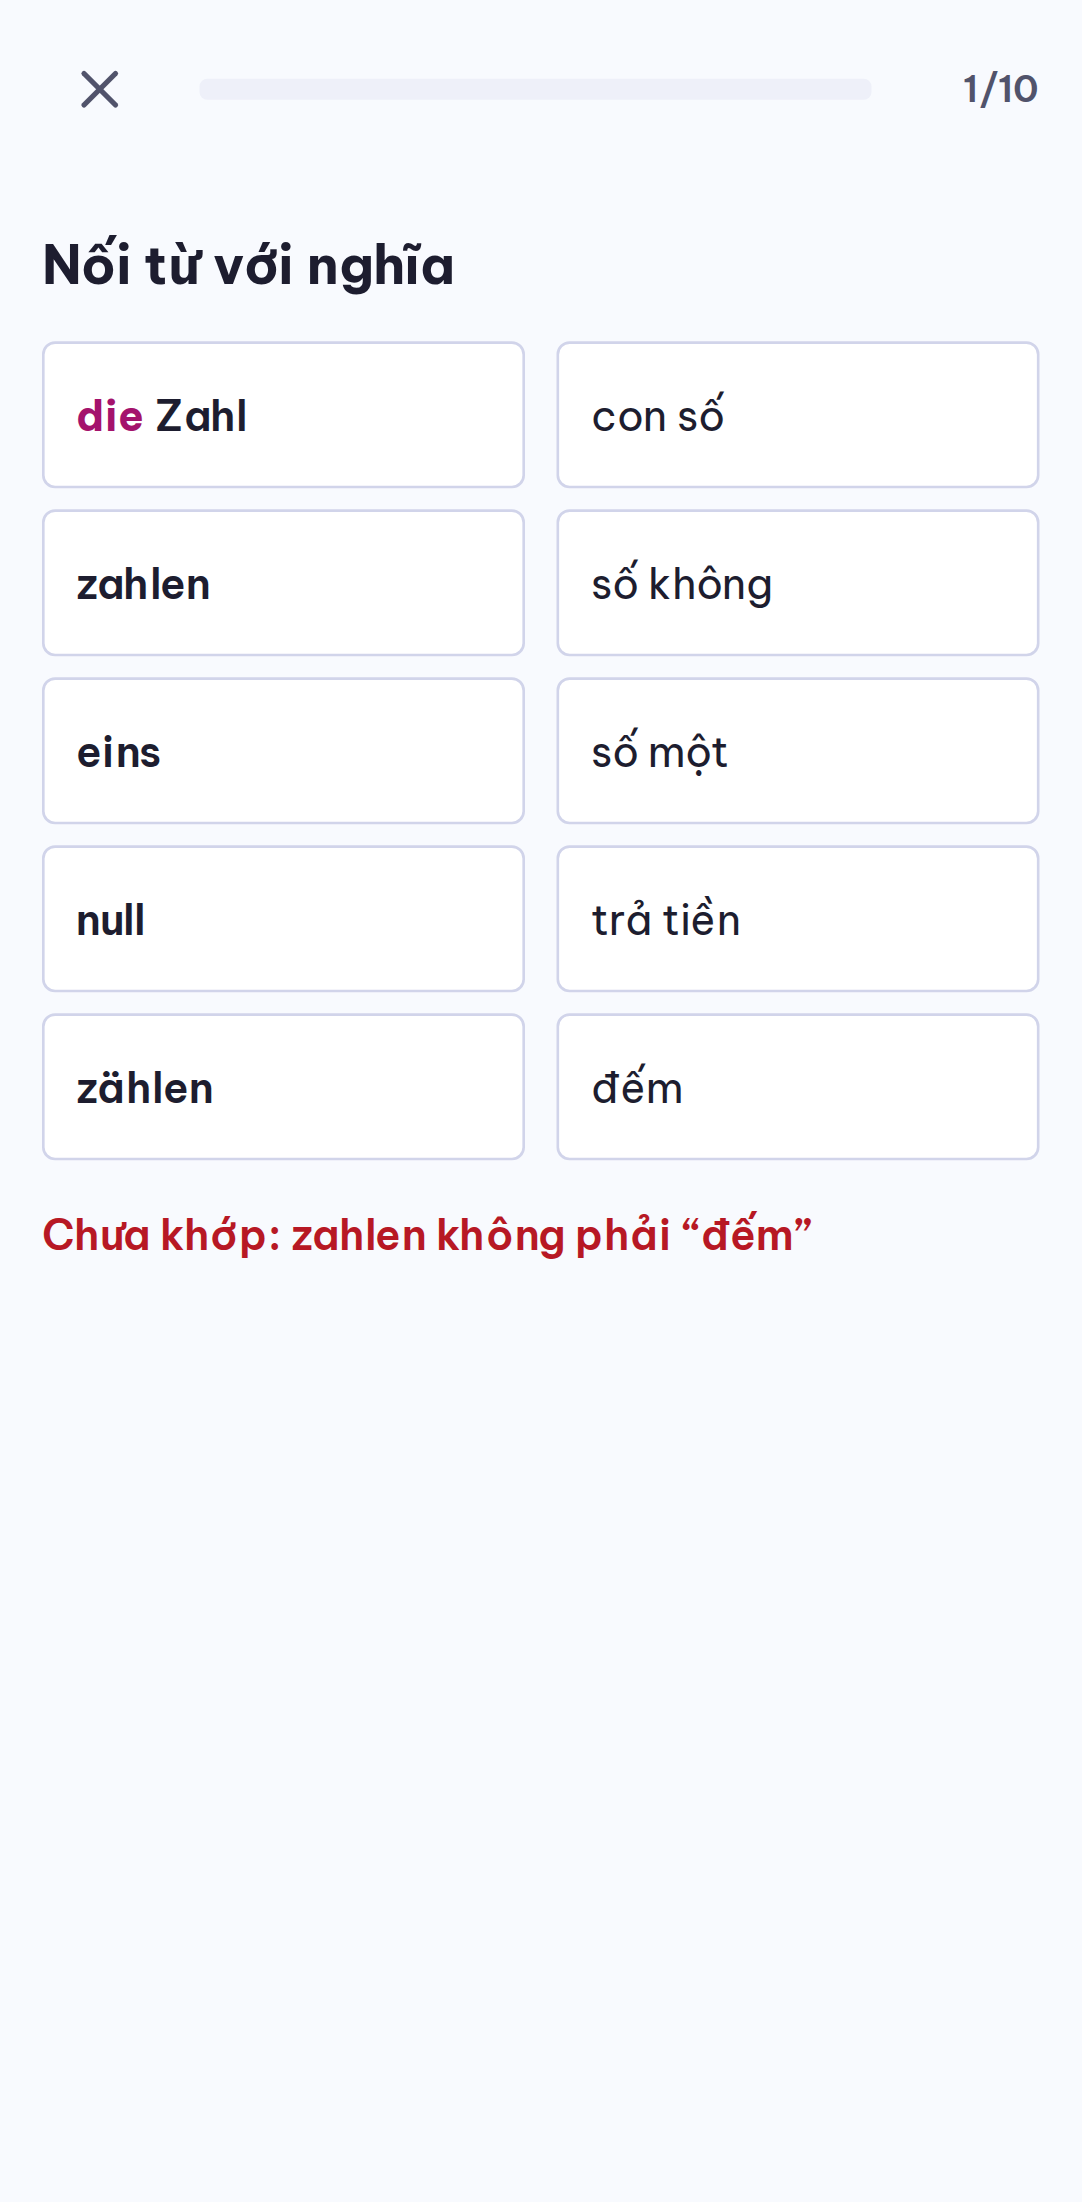 1/10
Nối từ với nghĩa
die Zahl
con số
zahlen
số không
eins
số một
null
trả tiền
zählen
đếm
Chưa khớp: zahlen không phải “đếm”